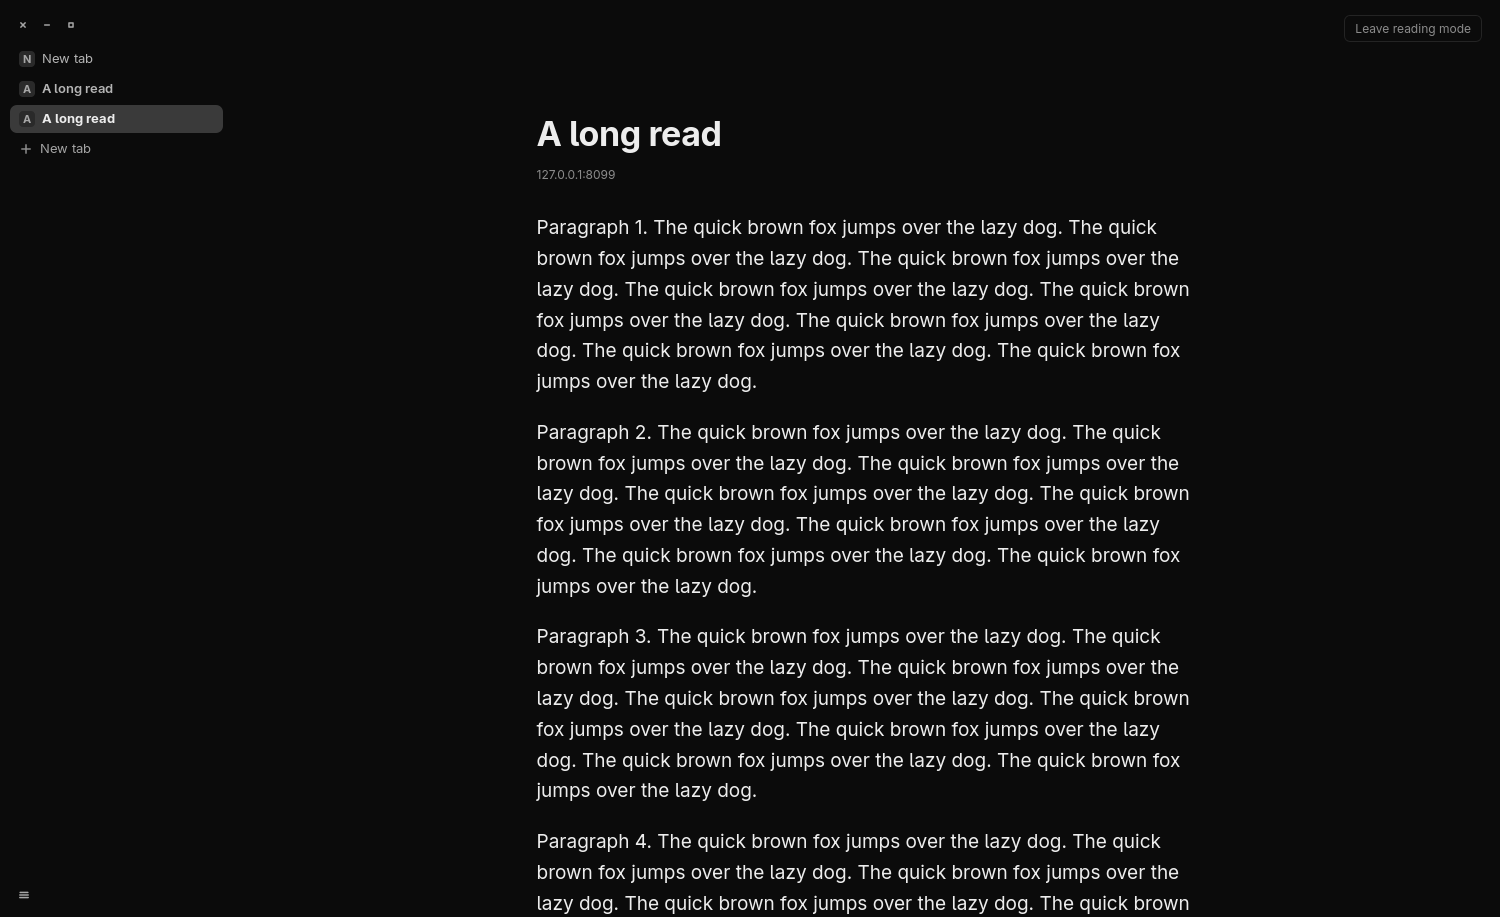 N New tab
A A long read
A A long read
New tab
Leave reading mode
A long read
127.0.0.1:8099
Paragraph 1. The quick brown fox jumps over the lazy dog. The quick
brown fox jumps over the lazy dog. The quick brown fox jumps over the
lazy dog. The quick brown fox jumps over the lazy dog. The quick brown
fox jumps over the lazy dog. The quick brown fox jumps over the lazy
dog. The quick brown fox jumps over the lazy dog. The quick brown fox
jumps over the lazy dog.
Paragraph 2. The quick brown fox jumps over the lazy dog. The quick
brown fox jumps over the lazy dog. The quick brown fox jumps over the
lazy dog. The quick brown fox jumps over the lazy dog. The quick brown
fox jumps over the lazy dog. The quick brown fox jumps over the lazy
dog. The quick brown fox jumps over the lazy dog. The quick brown fox
jumps over the lazy dog.
Paragraph 3. The quick brown fox jumps over the lazy dog. The quick
brown fox jumps over the lazy dog. The quick brown fox jumps over the
lazy dog. The quick brown fox jumps over the lazy dog. The quick brown
fox jumps over the lazy dog. The quick brown fox jumps over the lazy
dog. The quick brown fox jumps over the lazy dog. The quick brown fox
jumps over the lazy dog.
Paragraph 4. The quick brown fox jumps over the lazy dog. The quick
brown fox jumps over the lazy dog. The quick brown fox jumps over the
lazy dog. The quick brown fox jumps over the lazy dog. The quick brown